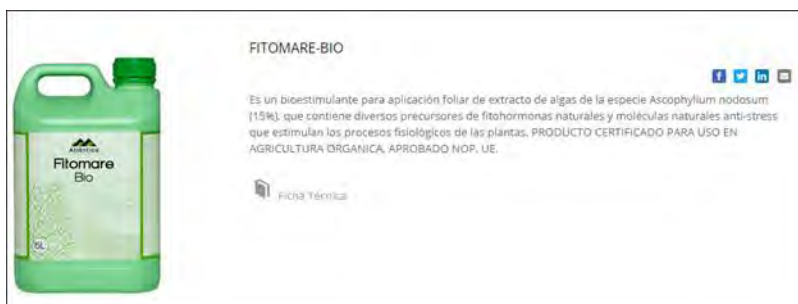 FITOMARE-BIO
Es un bioestimulante para aplicación foliar de extracto de algas de la especie Ascophyllum nodosum
(15%), que contiene diversos precursores de fitohormonas naturales y moléculas naturales anti-stress
que estimulan los procesos fisiológicos de las plantas. PRODUCTO CERTIFICADO PARA USO EN
AGRICULTURA ORGANICA, APROBADO NOP, UE.
Ficha Técnica
Atlántica
Fitomare
Bio
5L